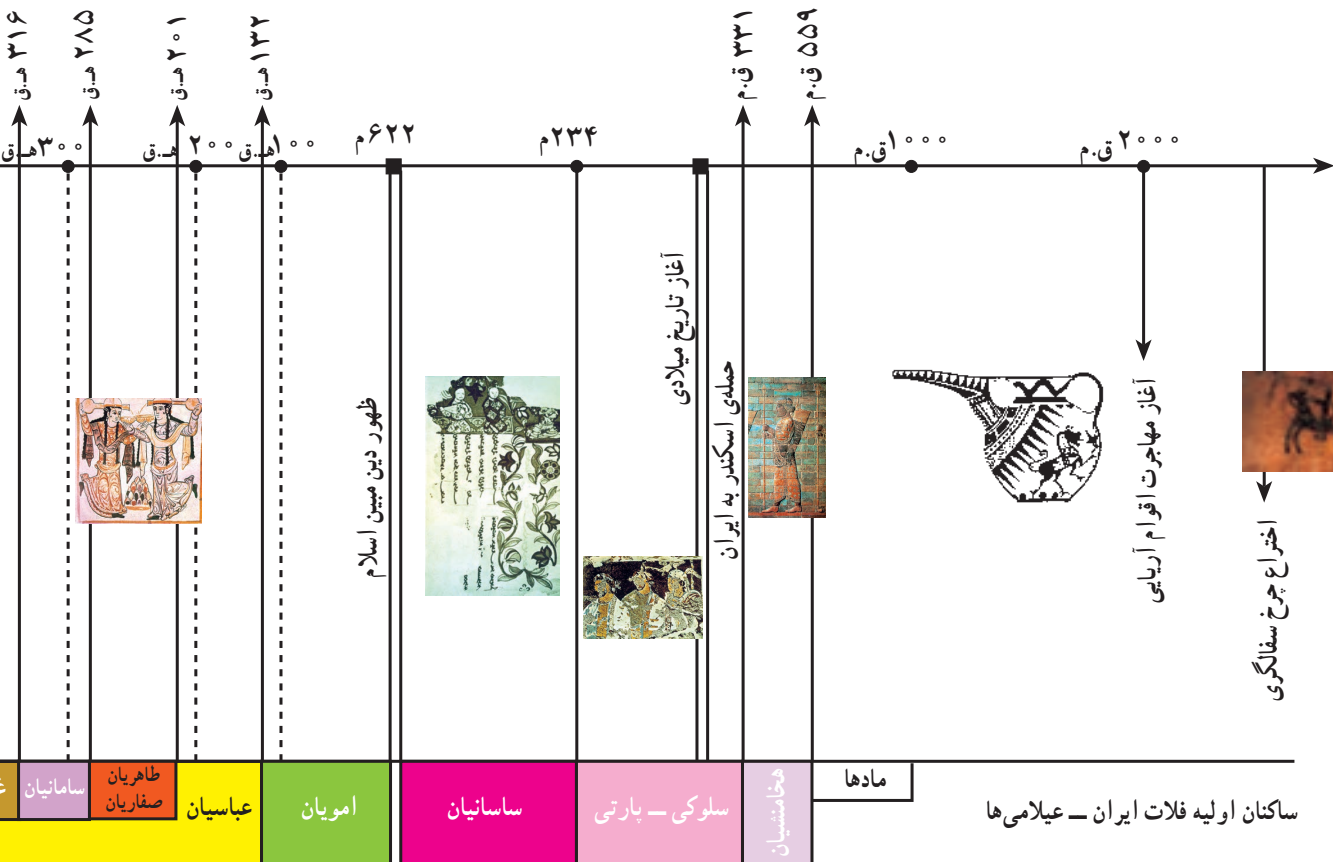 ۵۵۹ ق.م
۳۳۱ ق.م
۱۳۲ هـ.ق
۲۰۱ هـ.ق
۲۸۵ هـ.ق
۳۱۶ هـ.ق
۲۰۰۰ ق.م
۱۰۰۰ ق.م
۲۳۴م
۶۲۲م
۱۰۰هـ.ق
۲۰۰ هـ.ق
۳۰۰هـ.ق
اختراع چرخ سفالگری
آغاز مهاجرت اقوام آریایی
حمله‌ی اسکندر به ایران
آغاز تاریخ میلادی
ظهور دین مبین اسلام
ساکنان اولیه فلات ایران ــ عیلامی‌ها
مادها
هخامنشیان
سلوکی ــ پارتی
ساسانیان
امویان
عباسیان
طاهریان
صفاریان
سامانیان